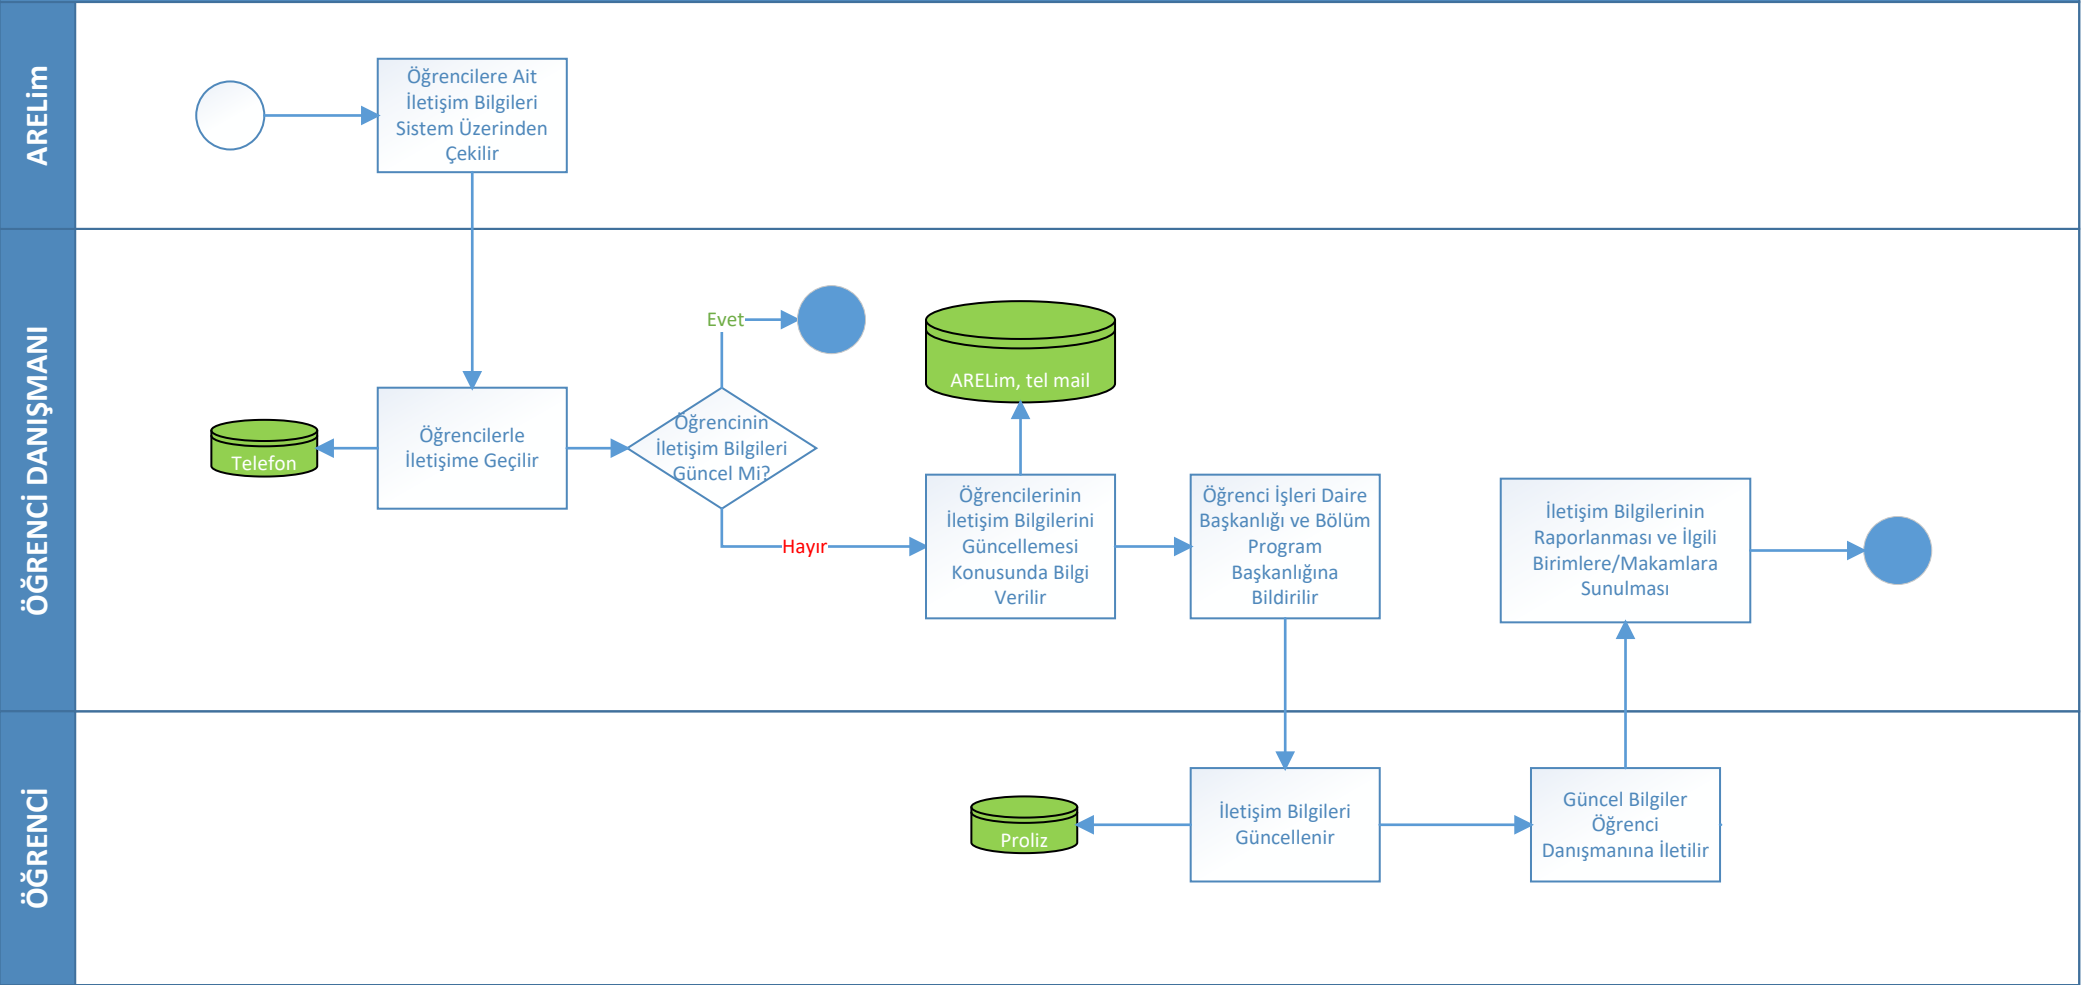 ARELim
Öğrencilere Ait
İletişim Bilgileri
Sistem Üzerinden
Çekilir
ÖĞRENCİ DANIŞMANI
Telefon
Öğrencilerle
İletişime Geçilir
Öğrencinin
İletişim Bilgileri
Güncel Mi?
Evet
Hayır
ARELim, tel mail
Öğrencilerinin
İletişim Bilgilerini
Güncellemesi
Konusunda Bilgi
Verilir
Öğrenci İşleri Daire
Başkanlığı ve Bölüm
Program
Başkanlığına
Bildirilir
İletişim Bilgilerinin
Raporlanması ve İlgili
Birimlere/Makamlara
Sunulması
ÖĞRENCİ
Proliz
İletişim Bilgileri
Güncellenir
Güncel Bilgiler
Öğrenci
Danışmanına İletilir